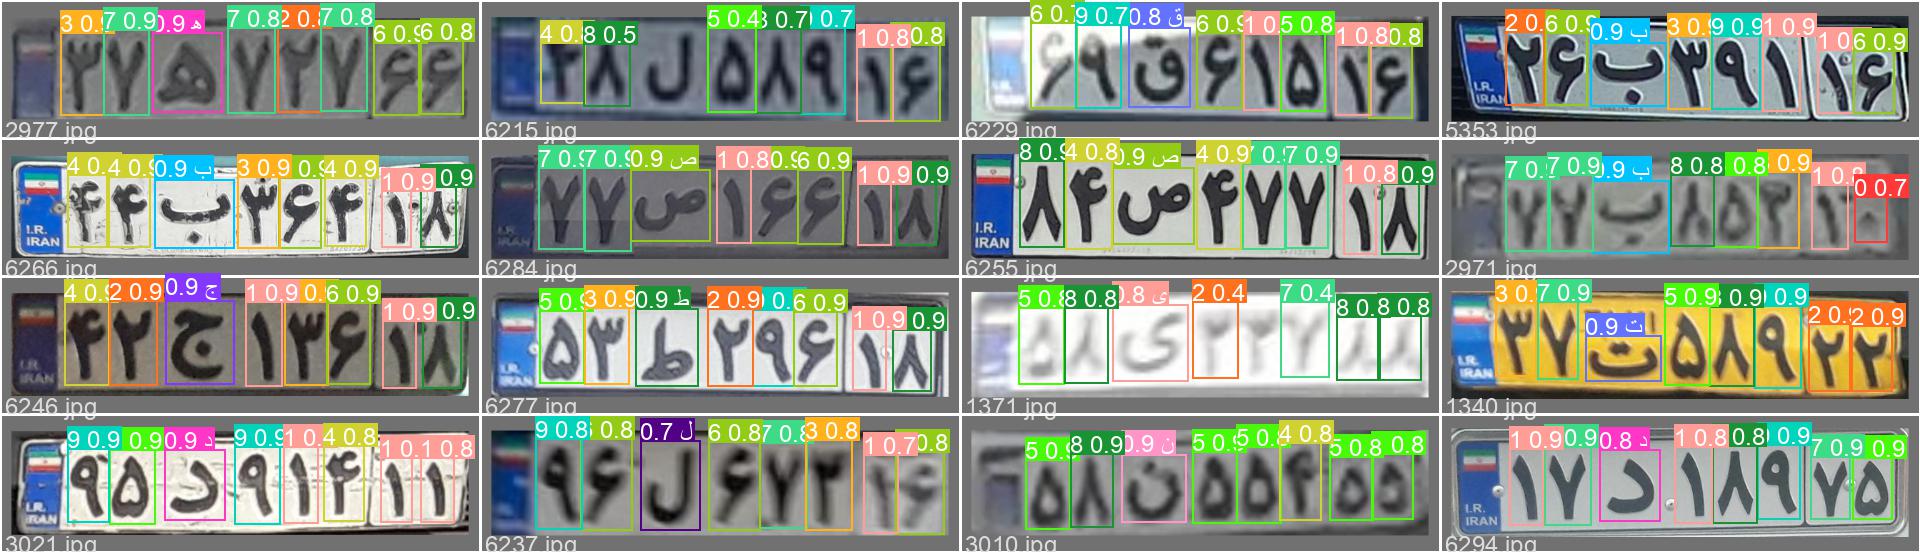 3 0. 7 0.9 0.9 ه 7 0.8 2 0. 7 0.8 6 0. 6 0.8
۳۷ ه ۷۲۷ ۶۶
2977.jpg
4 0. 8 0.5 5 0.4 0.7 0.7 1 0.8 0.8
۸ ل ۵۸۹ ۱۶
6215.jpg
6 0. 9 0.7 0.8 ق 6 0.9 1 0. 5 0.8 1 0.8 0.8
۶۹ ق ۶۱۵ ۱۶
6229.jpg
2 0. 6 0.9 0.9 ب 3 0. 9 0.9 1 0.9 1 0. 6 0.9
۲۶ ب ۳۹۱ ۱۶
I.R. IRAN
5353.jpg
4 0. 4 0.9 0.9 ب 3 0.9 0.9 4 0.9 1 0.9 0.9
۴۴ ب ۳۶۴ ۱۸
I.R. IRAN
6266.jpg
7 0.9 7 0.9 0.9 ص 1 0.8 0.9 6 0.9 1 0.9 0.9
۷۷ ص ۱۶۶ ۱۸
6284.jpg
8 0.9 4 0.8 0.9 ص 4 0.9 7 0. 7 0.9 1 0.8 0.9
۸۴ ص ۴۷۷ ۱۸
I.R. IRAN
6255.jpg
7 0. 7 0.9 0.9 ب 8 0.8 0.8 0.9 1 0. 0 0.7
۷۷ ب ۸۵۳ ۱۰
2971.jpg
4 0. 2 0.9 0.9 ج 1 0.9 0. 6 0.9 1 0.9 0.9
۴۲ ج ۱۳۶ ۱۸
6246.jpg
5 0. 3 0.9 0.9 ط 2 0.9 0. 6 0.9 1 0.9 0.9
۵۳ ط ۲۹۶ ۱۸
I.R. IRAN
6277.jpg
5 0. 8 0.8 0.8 ی 2 0.4 7 0.4 8 0.8 0.8
۵۸ ی ۲۲۷ ۸۸
1371.jpg
3 0. 7 0.9 0.9 ت 5 0.9 0.9 0.9 2 0. 2 0.9
۳۷ ت ۵۸۹ ۲۲
I.R. IRAN
1340.jpg
9 0.9 0.9 0.9 د 9 0.9 1 0. 4 0.8 1 0. 1 0.8
۹۵ د ۹۱۴ ۱۱
I.R. IRAN
3021.jpg
9 0.8 0.8 0.7 ل 6 0.8 7 0. 3 0.8 1 0.7 0.8
۹۶ ل ۶۷۳ ۱۶
6237.jpg
5 0. 8 0.9 0.9 ن 5 0. 5 0. 4 0.8 5 0.8 0.8
۵۸ ن ۵۵۴ ۵۵
3010.jpg
1 0.9 0.9 0.8 د 1 0.8 0.8 0.9 7 0.9 0.9
۱۷ د ۱۸۹ ۷۵
I.R. IRAN
6294.jpg